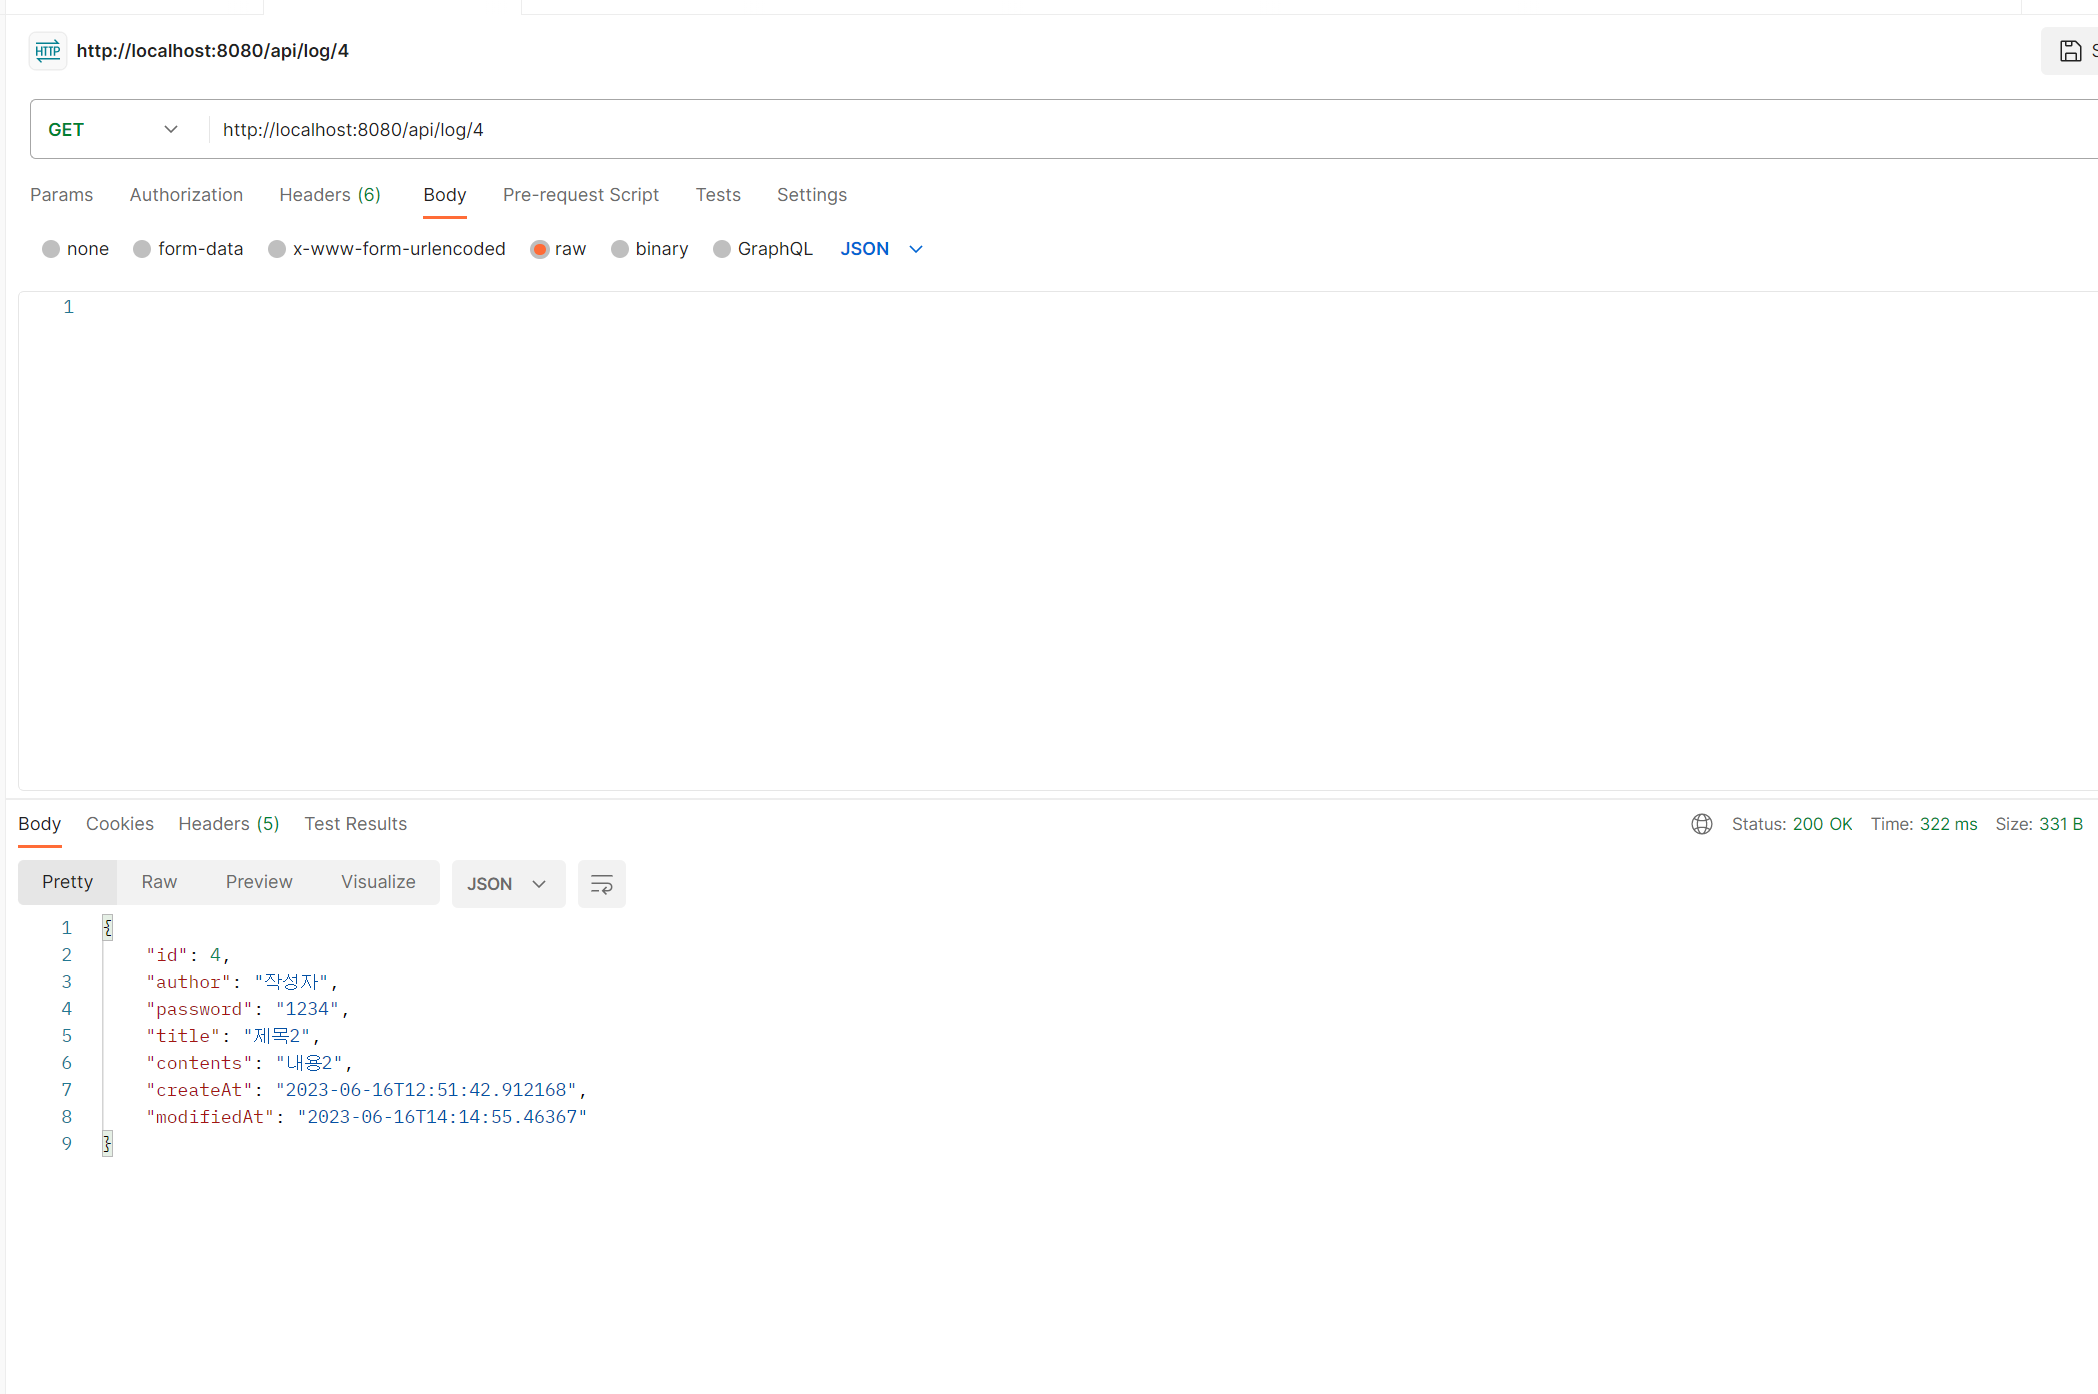 HTTP http://localhost:8080/api/log/4
GET http://localhost:8080/api/log/4
Params Authorization Headers (6) Body Pre-request Script Tests Settings
none form-data x-www-form-urlencoded raw binary GraphQL JSON
1
Body Cookies Headers (5) Test Results Status: 200 OK Time: 322 ms Size: 331 B
Pretty Raw Preview Visualize JSON
1 {
2 "id": 4,
3 "author": "작성자",
4 "password": "1234",
5 "title": "제목2",
6 "contents": "내용2",
7 "createAt": "2023-06-16T12:51:42.912168",
8 "modifiedAt": "2023-06-16T14:14:55.46367"
9 }